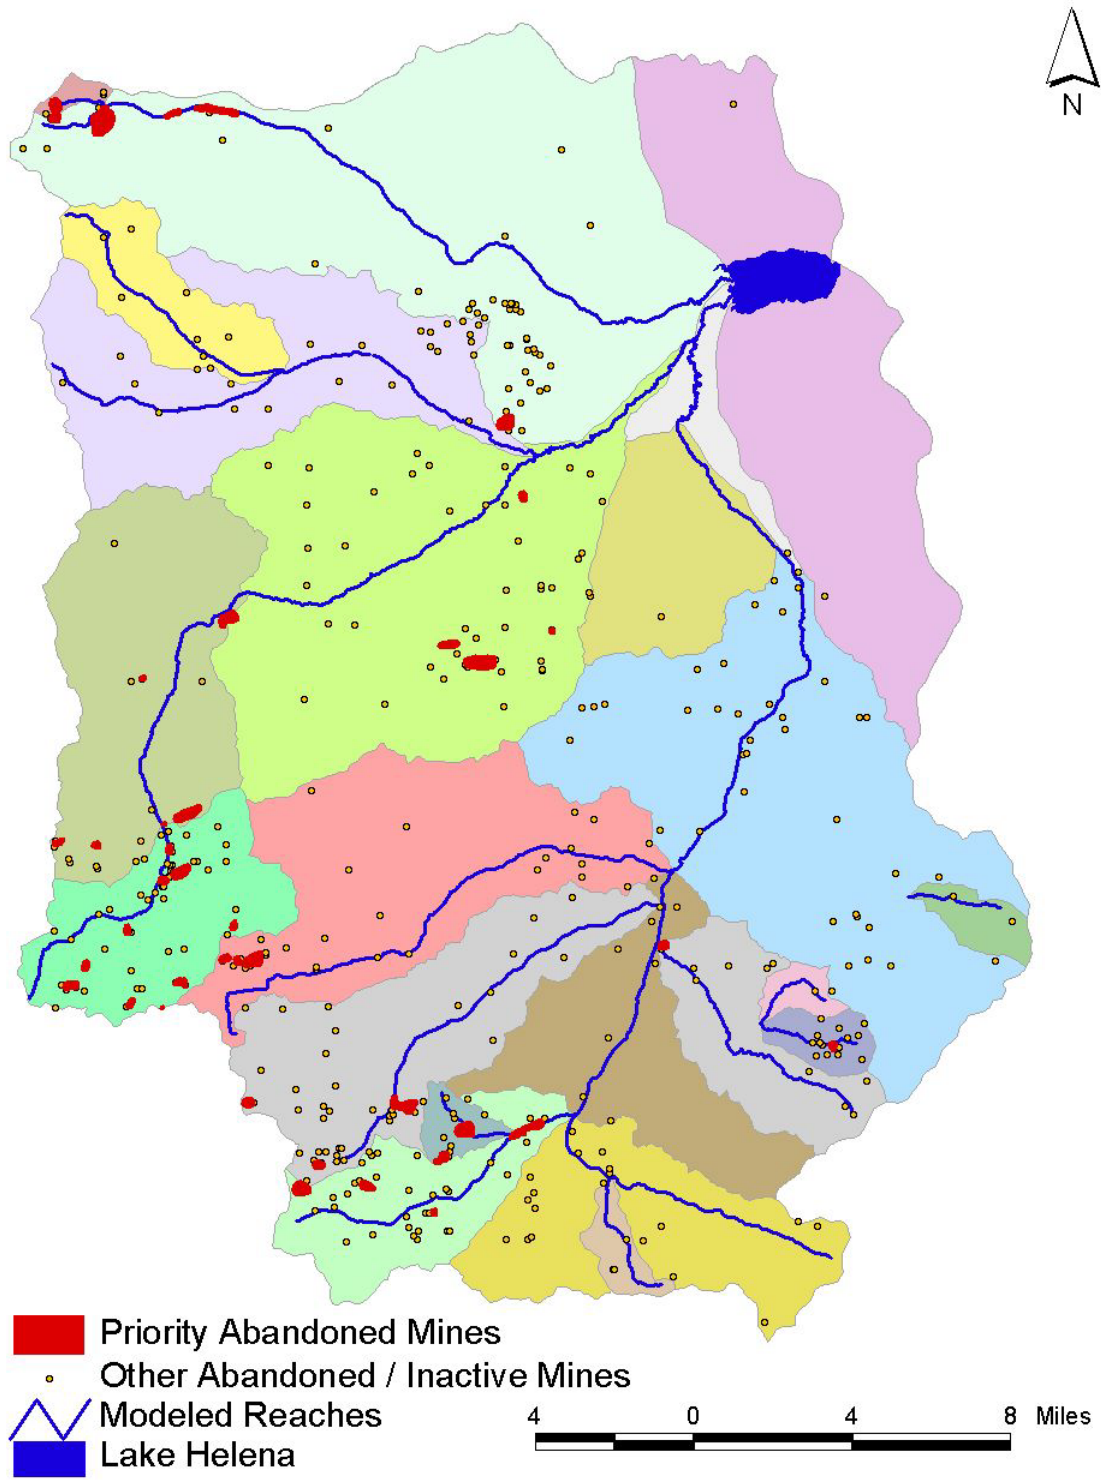 N
Priority Abandoned Mines
Other Abandoned / Inactive Mines
Modeled Reaches
Lake Helena
4 0 4 8 Miles